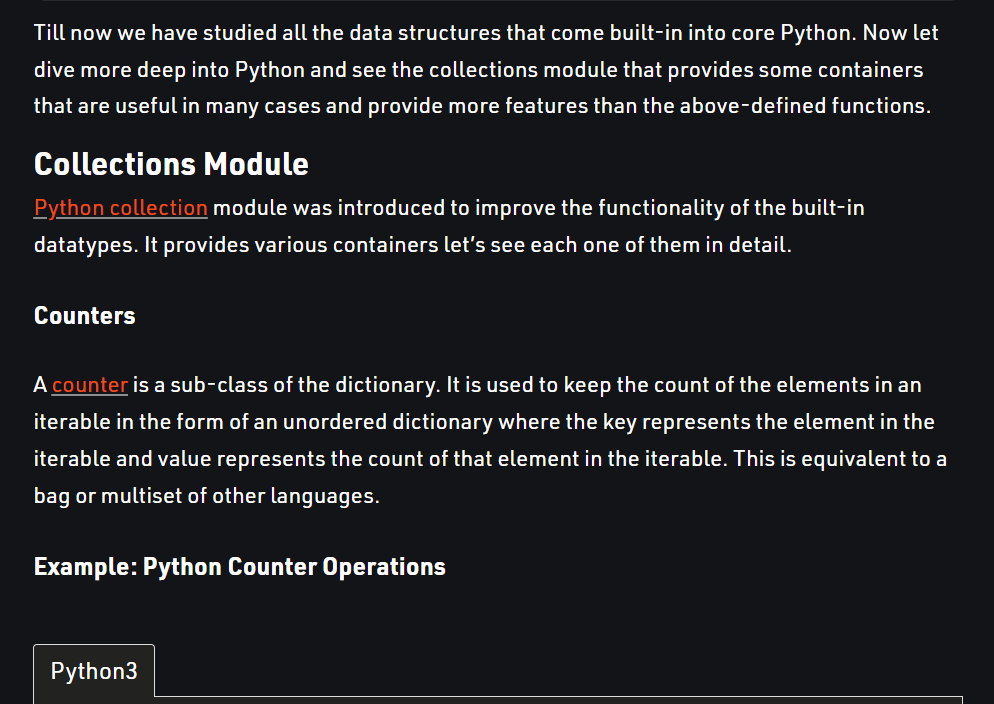 Till now we have studied all the data structures that come built-in into core Python. Now let
dive more deep into Python and see the collections module that provides some containers
that are useful in many cases and provide more features than the above-defined functions.
Collections Module
Python collection module was introduced to improve the functionality of the built-in
datatypes. It provides various containers let’s see each one of them in detail.
Counters
A counter is a sub-class of the dictionary. It is used to keep the count of the elements in an
iterable in the form of an unordered dictionary where the key represents the element in the
iterable and value represents the count of that element in the iterable. This is equivalent to a
bag or multiset of other languages.
Example: Python Counter Operations
Python3